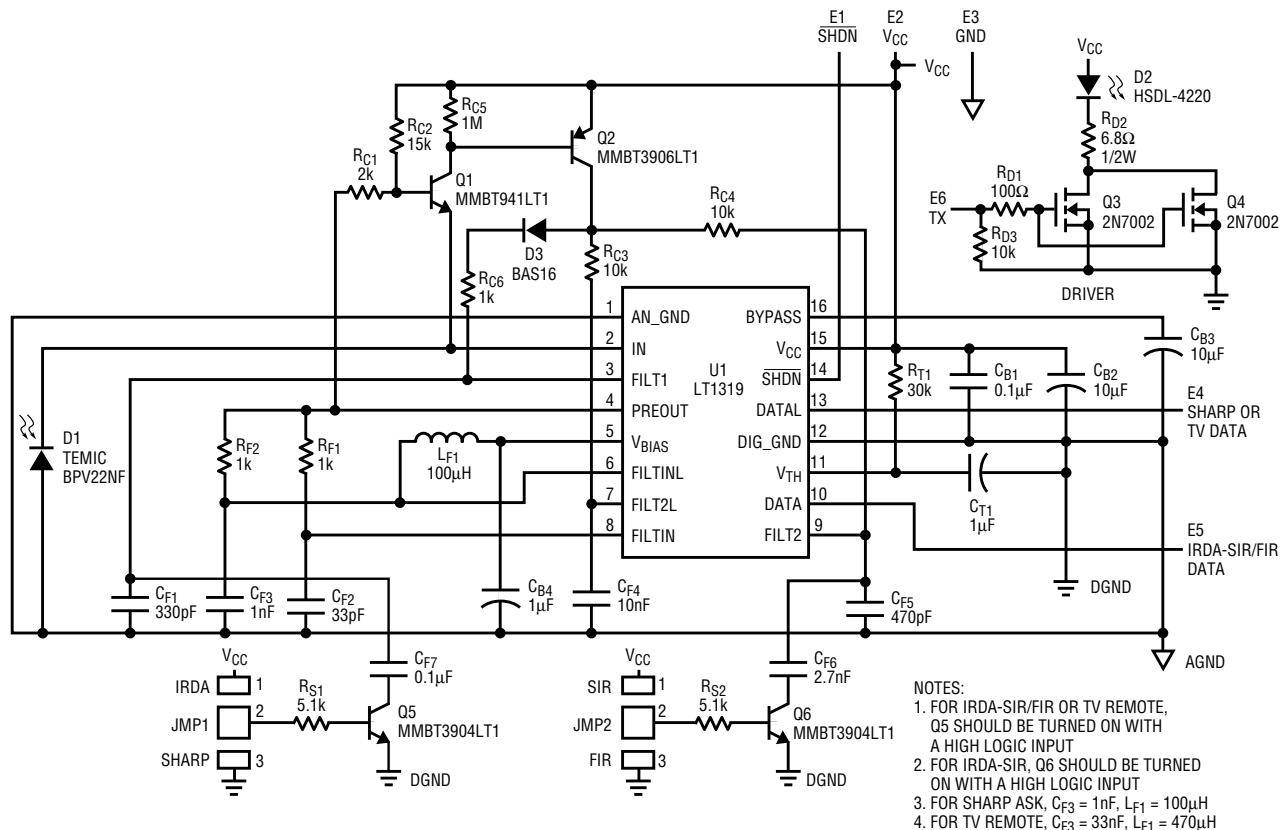 E1
SHDN
E2
VCC
E3
GND
VCC
VCC
D2
HSDL-4220
RD2
6.8Ω
1/2W
RC5
1M
RC2
15k
Q2
MMBT3906LT1
RC1
2k
Q1
MMBT941LT1
RC4
10k
RD1
100Ω
E6
TX
Q3
2N7002
Q4
2N7002
RD3
10k
DRIVER
D3
BAS16
RC3
10k
RC6
1k
1
AN_GND
2
IN
3
FILT1
4
PREOUT
5
VBIAS
6
FILTINL
7
FILT2L
8
FILTIN
U1
LT1319
BYPASS
16
VCC
15
SHDN
14
DATAL
13
DIG_GND
12
VTH
11
DATA
10
FILT2
9
CB3
10µF
RT1
30k
CB1
0.1µF
CB2
10µF
E4
SHARP OR
TV DATA
D1
TEMIC
BPV22NF
RF2
1k
RF1
1k
LF1
100µH
CT1
1µF
E5
IRDA-SIR/FIR
DATA
DGND
CF1
330pF
CF3
1nF
CF2
33pF
CB4
1µF
CF4
10nF
CF5
470pF
AGND
VCC
IRDA
1
JMP1
2
SHARP
3
RS1
5.1k
CF7
0.1µF
Q5
MMBT3904LT1
DGND
VCC
SIR
1
JMP2
2
FIR
3
RS2
5.1k
CF6
2.7nF
Q6
MMBT3904LT1
DGND
NOTES:
1. FOR IRDA-SIR/FIR OR TV REMOTE,
Q5 SHOULD BE TURNED ON WITH
A HIGH LOGIC INPUT
2. FOR IRDA-SIR, Q6 SHOULD BE TURNED
ON WITH A HIGH LOGIC INPUT
3. FOR SHARP ASK, CF3 = 1nF, LF1 = 100µH
4. FOR TV REMOTE, CF3 = 33nF, LF1 = 470µH